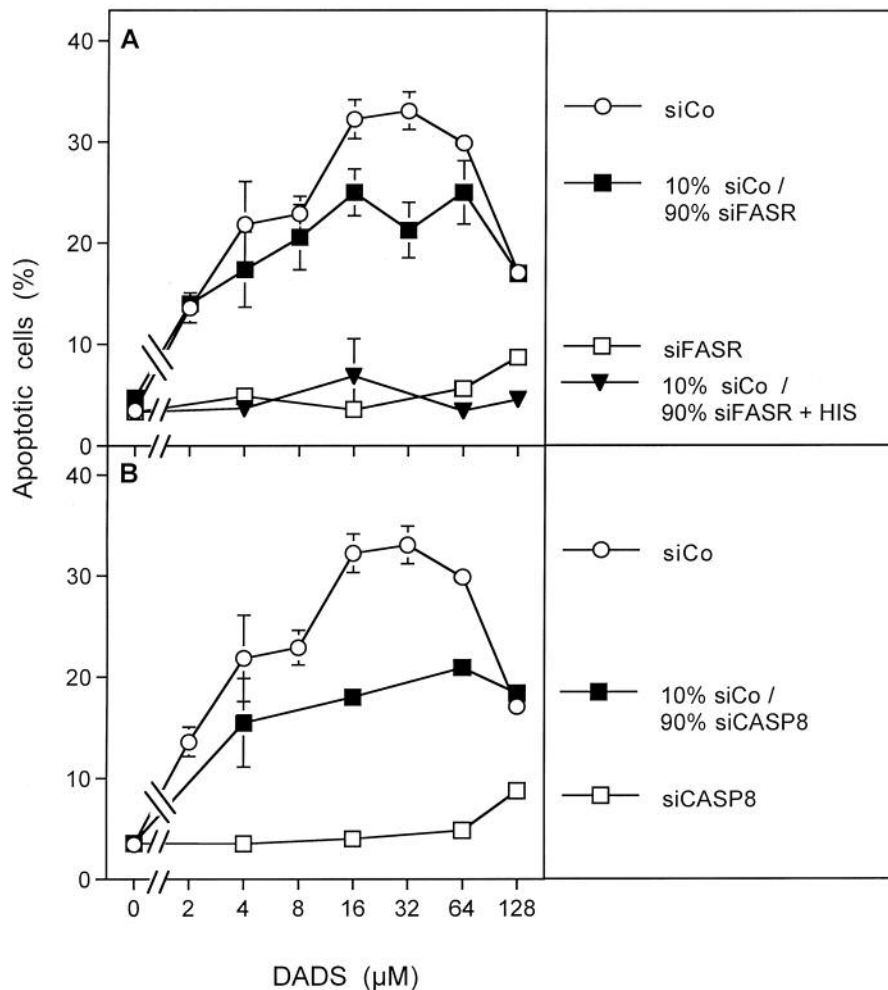 A
40
30
20
10
0
siCo
10% siCo /
90% siFASR
siFASR
10% siCo /
90% siFASR + HIS
Apoptotic cells (%)
B
40
30
20
10
0
siCo
10% siCo /
90% siCASP8
siCASP8
0 2 4 8 16 32 64 128
DADS (µM)